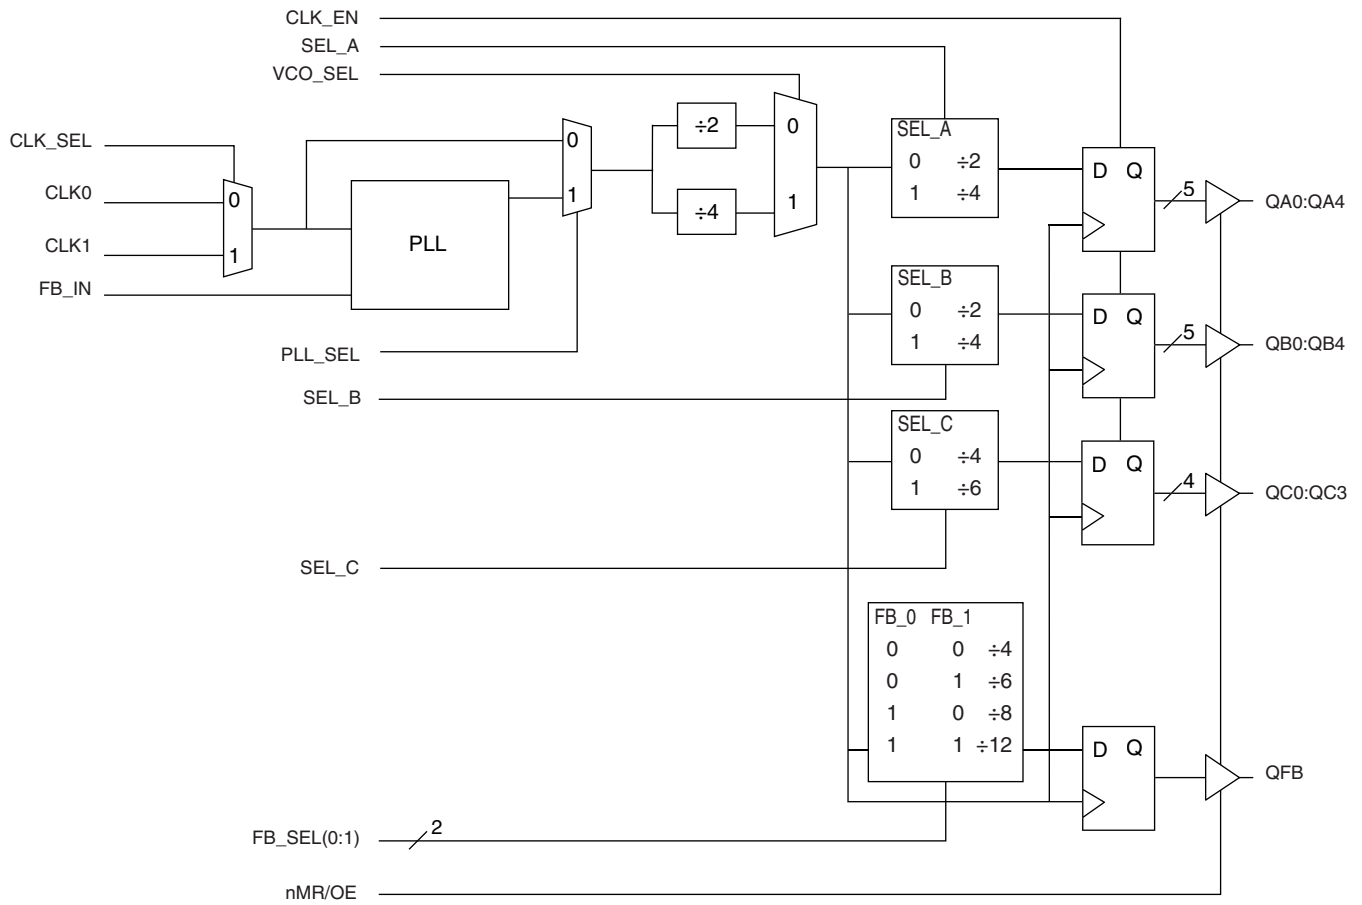 CLK_EN
SEL_A
VCO_SEL
CLK_SEL
CLK0
CLK1
FB_IN
0
1
PLL
PLL_SEL
0
1
÷2
÷4
0
1
SEL_A
0 ÷2
1 ÷4
D Q
5
QA0:QA4
SEL_B
SEL_B
0 ÷2
1 ÷4
D Q
5
QB0:QB4
SEL_C
SEL_C
0 ÷4
1 ÷6
D Q
4
QC0:QC3
FB_0 FB_1
0 0 ÷4
0 1 ÷6
1 0 ÷8
1 1 ÷12
D Q
QFB
FB_SEL(0:1)
2
nMR/OE